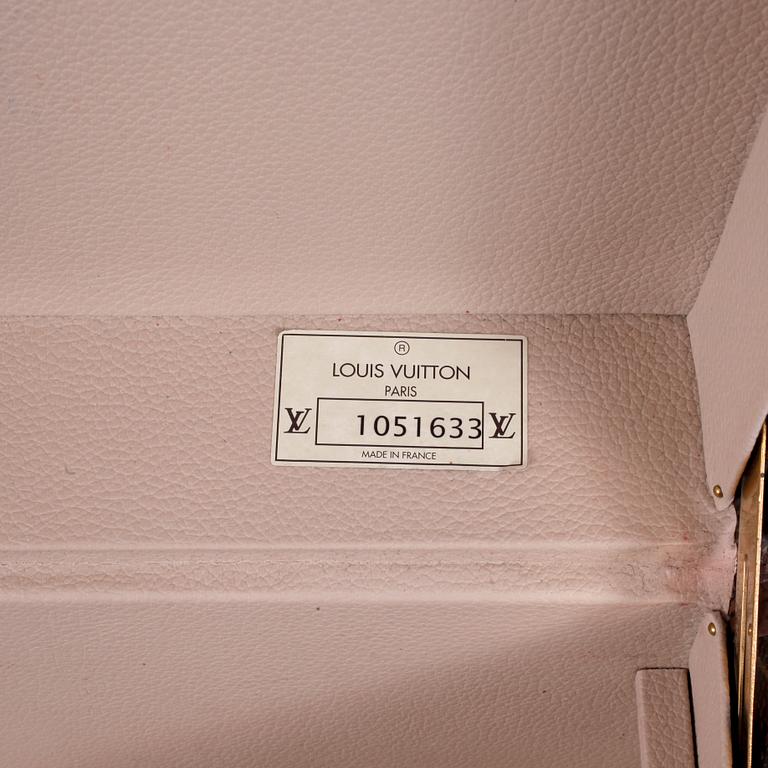 ®
LOUIS VUITTON
PARIS
LV 1051633 LV
MADE IN FRANCE